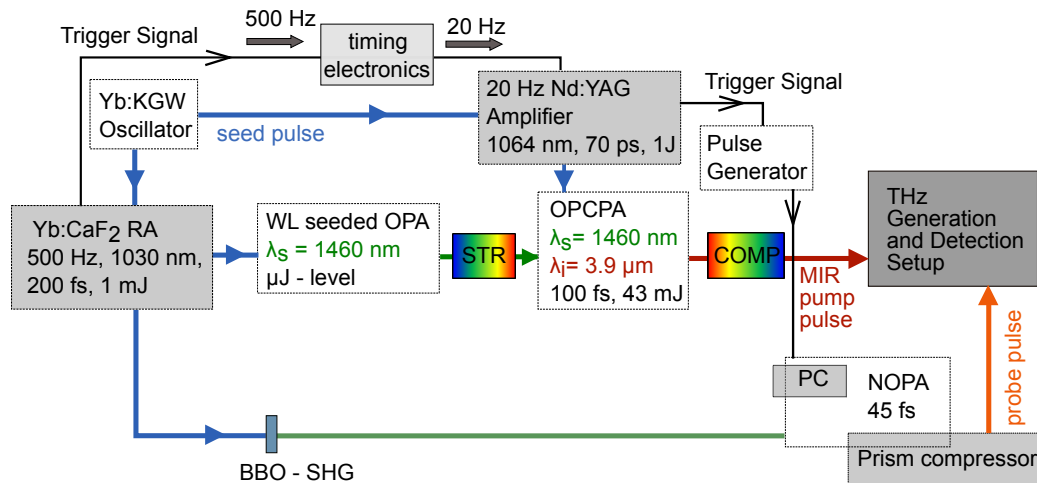 500 Hz
20 Hz
Trigger Signal
timing
electronics
Yb:KGW
Oscillator
seed pulse
20 Hz Nd:YAG
Amplifier
1064 nm, 70 ps, 1J
Trigger Signal
Pulse
Generator
Yb:CaF2 RA
500 Hz, 1030 nm,
200 fs, 1 mJ
WL seeded OPA
λs = 1460 nm
μJ - level
STR
OPCPA
λs= 1460 nm
λi= 3.9 μm
100 fs, 43 mJ
COMP
MIR
pump
pulse
THz
Generation
and Detection
Setup
PC
NOPA
45 fs
probe pulse
Prism compressor
BBO - SHG